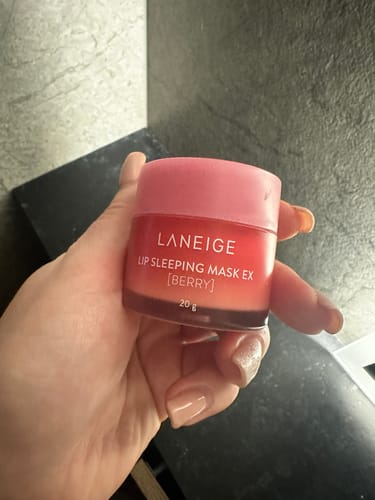 LANEIGE
LIP SLEEPING MASK EX
[BERRY]
20 g